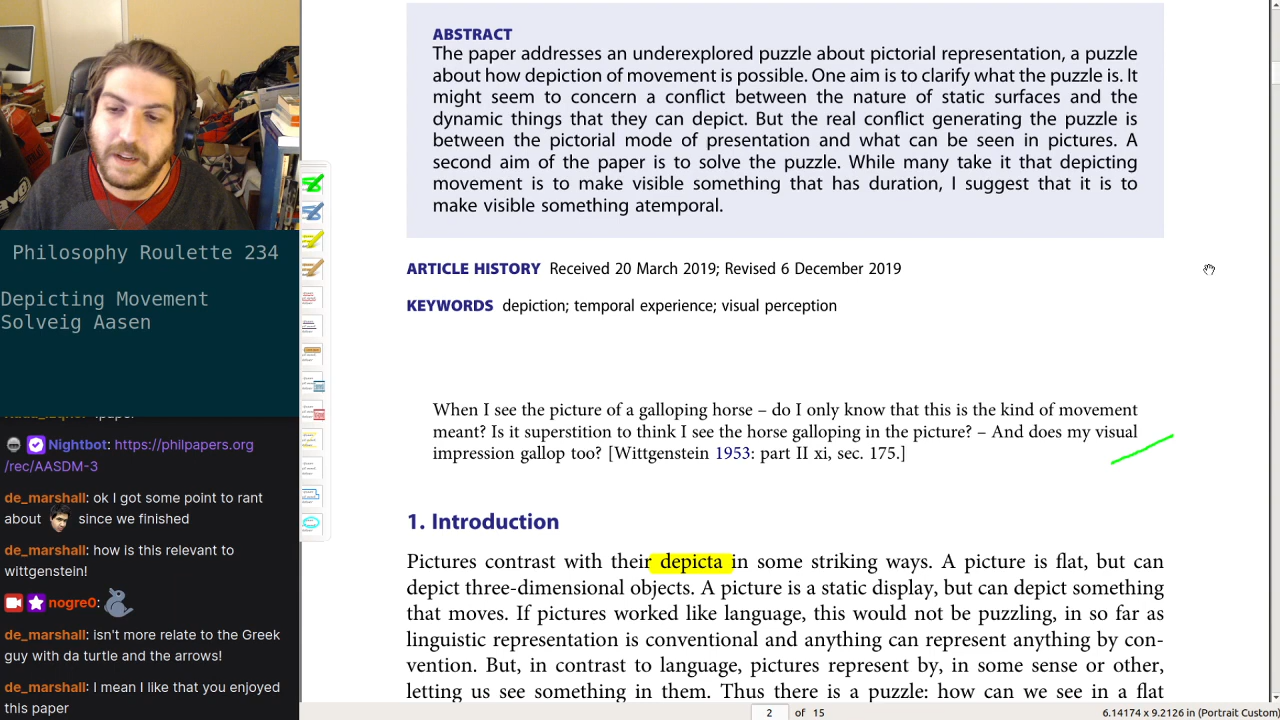 ABSTRACT
The paper addresses an underexplored puzzle about pictorial representation, a puzzle
about how depiction of movement is possible. One aim is to clarify what the puzzle is. It
might seem to concern a conflict between the nature of static surfaces and the
dynamic things that they can depict. But the real conflict generating the puzzle is
between the pictorial mode of presentation and what can be seen in pictures. A
second aim of the paper is to solve the puzzle. While many take it that depicting
movement is to make visible something that has duration, I suggest that it is to
make visible something atemporal.
ARTICLE HISTORY Received 20 March 2019; Revised 6 December 2019
KEYWORDS depiction; temporal experience; visual perception
When I see the picture of a galloping horse – do I only know that this is the kind of movement
meant? Is it superstition to think I see the horse galloping in the picture? – And does my visual
impression gallop too? [Wittgenstein 1953: part II xi, sec. 175.]
1. Introduction
Pictures contrast with their depicta in some striking ways. A picture is flat, but can
depict three-dimensional objects. A picture is a static display, but can depict something
that moves. If pictures worked like language, this would not be puzzling, in so far as
linguistic representation is conventional and anything can represent anything by con-
vention. But, in contrast to language, pictures represent by, in some sense or other,
letting us see something in them. Thus there is a puzzle: how can we see in a flat
2 of 15
6.14174 x 9.2126 in (Portrait Custom)
Philosophy Roulette 234
Depicting Movement
Solveig Aasen
Nightbot: https://philpapers.org
/rec/AASDM-3
de_marshall: ok I got some point to rant
about since we finished
de_marshall: how is this relevant to
wittgenstein!
nogre0:
de_marshall: isn't more relate to the Greek
guy with da turtle and the arrows!
de_marshall: I mean I like that you enjoyed
this paper